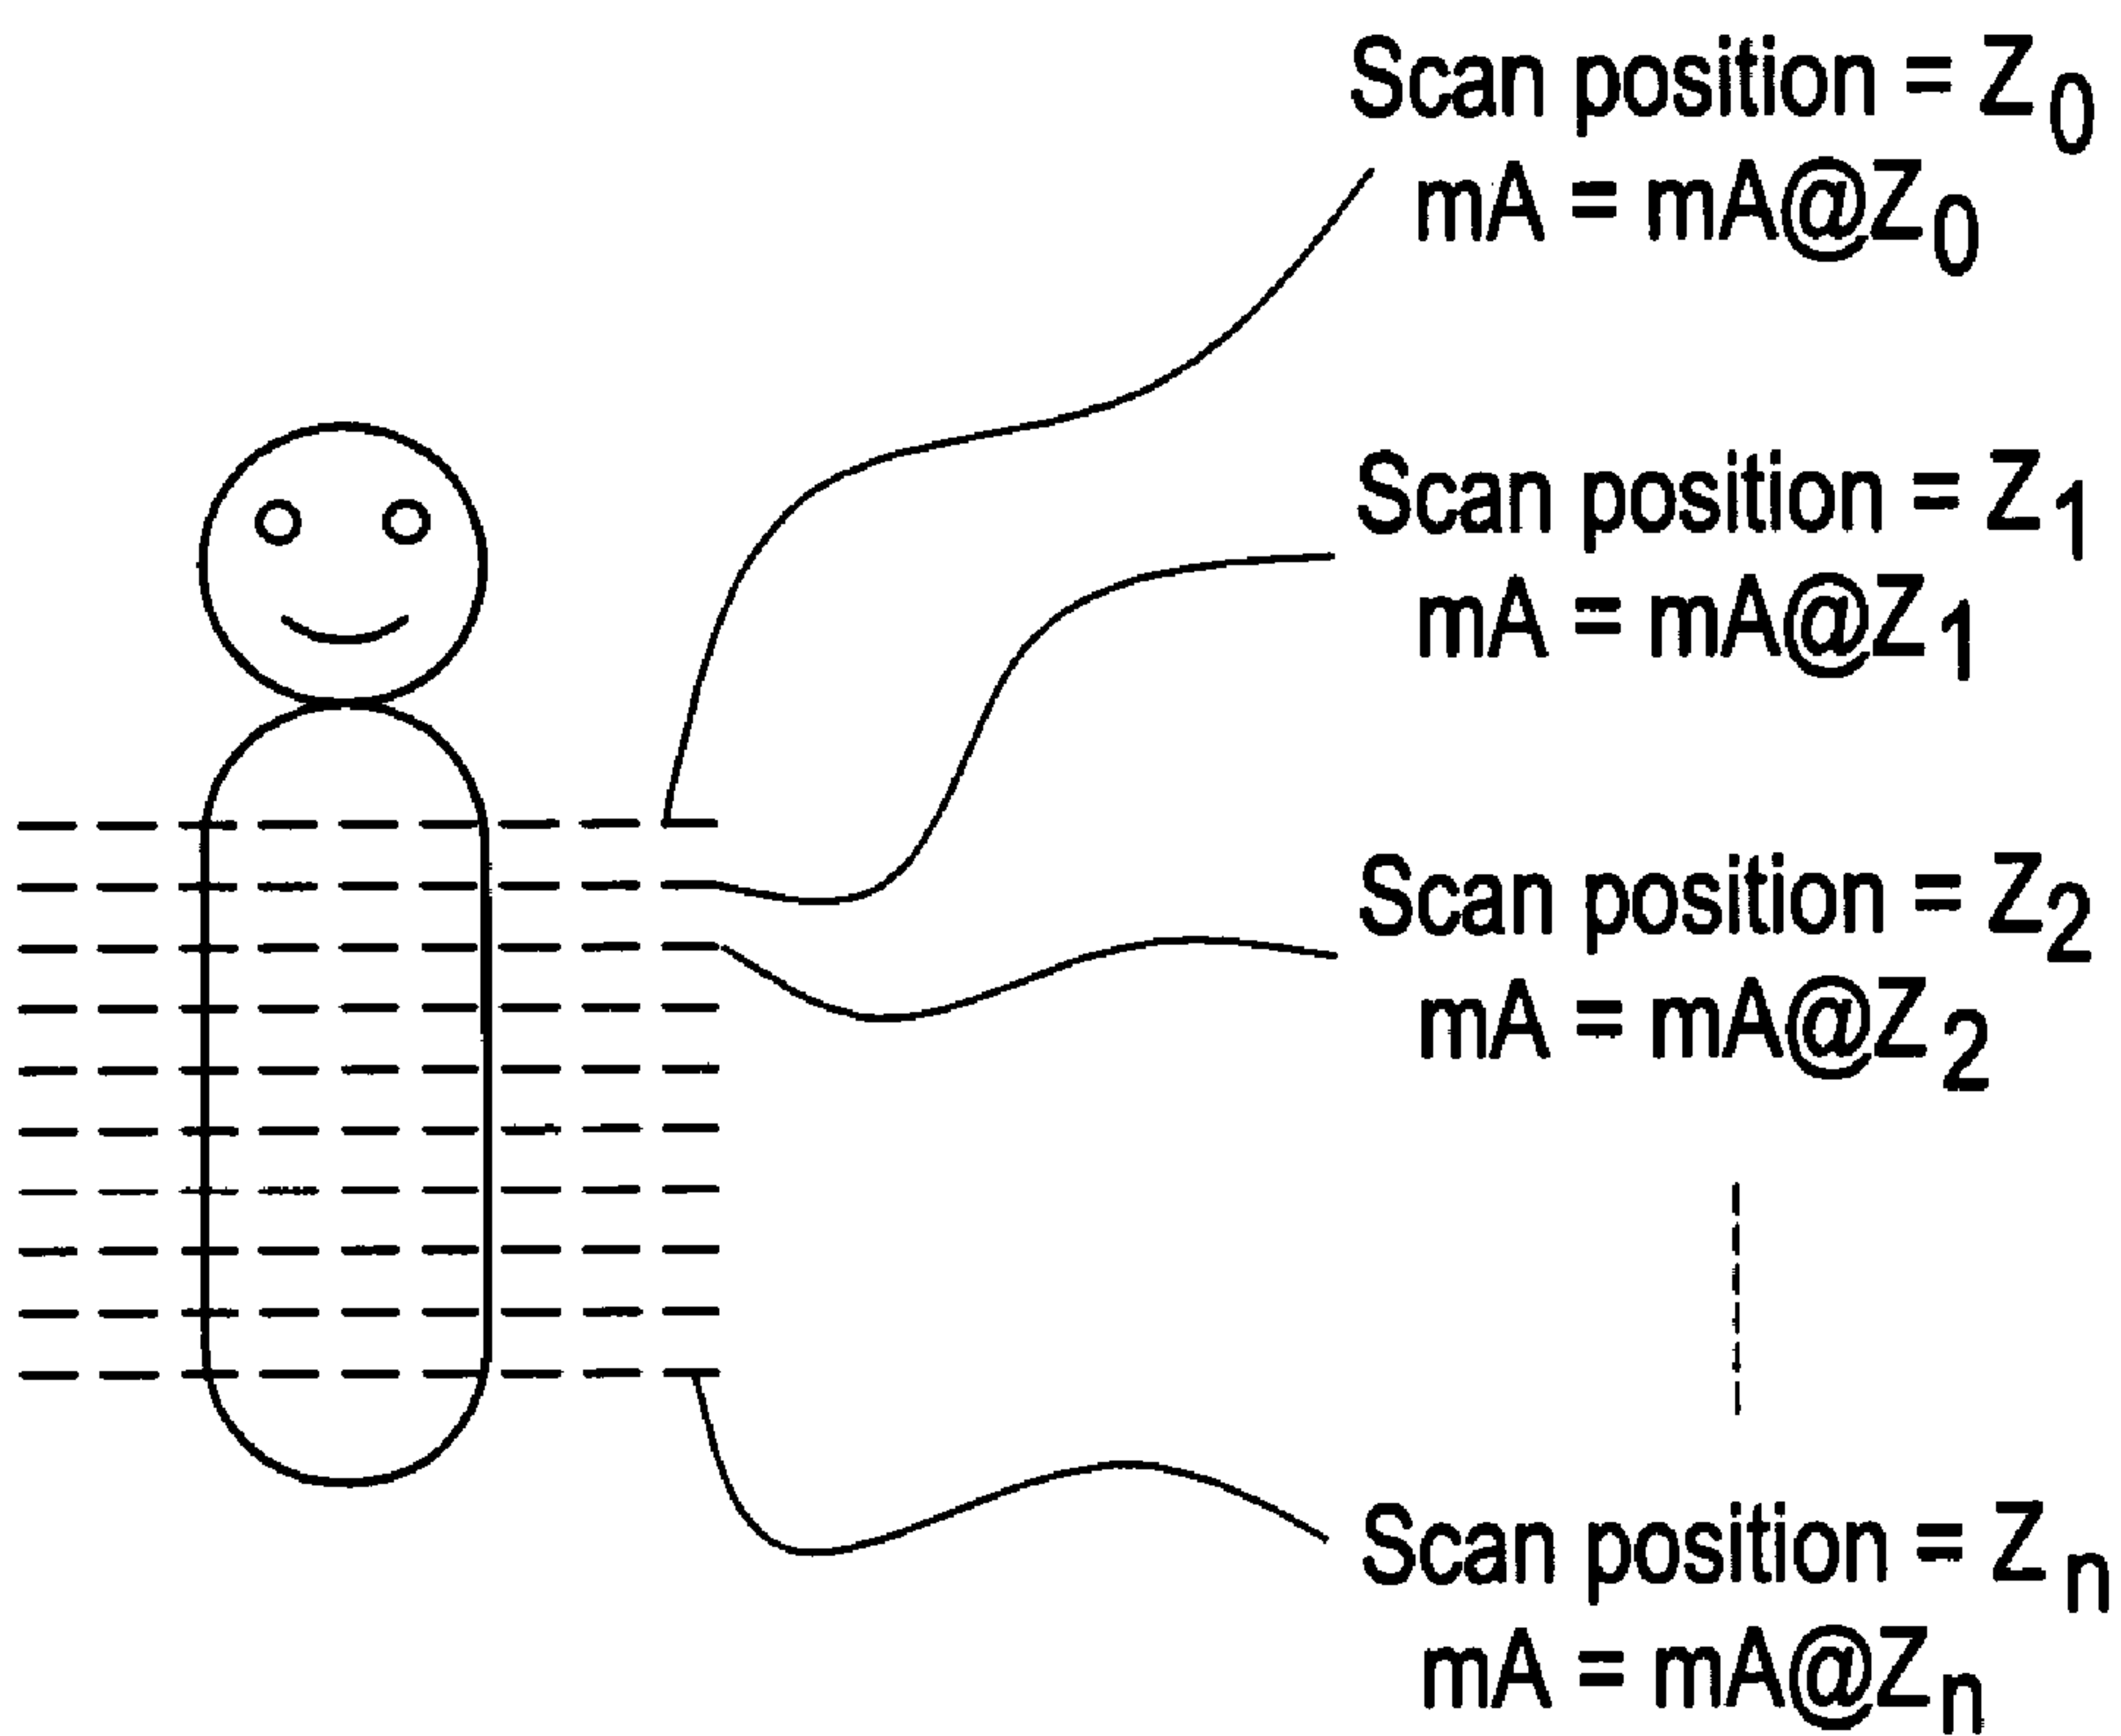 Scan position = Z₀
mA = mA@Z₀
Scan position = Z₁
mA = mA@Z₁
Scan position = Z₂
mA = mA@Z₂
Scan position = Zₙ
mA = mA@Zₙ